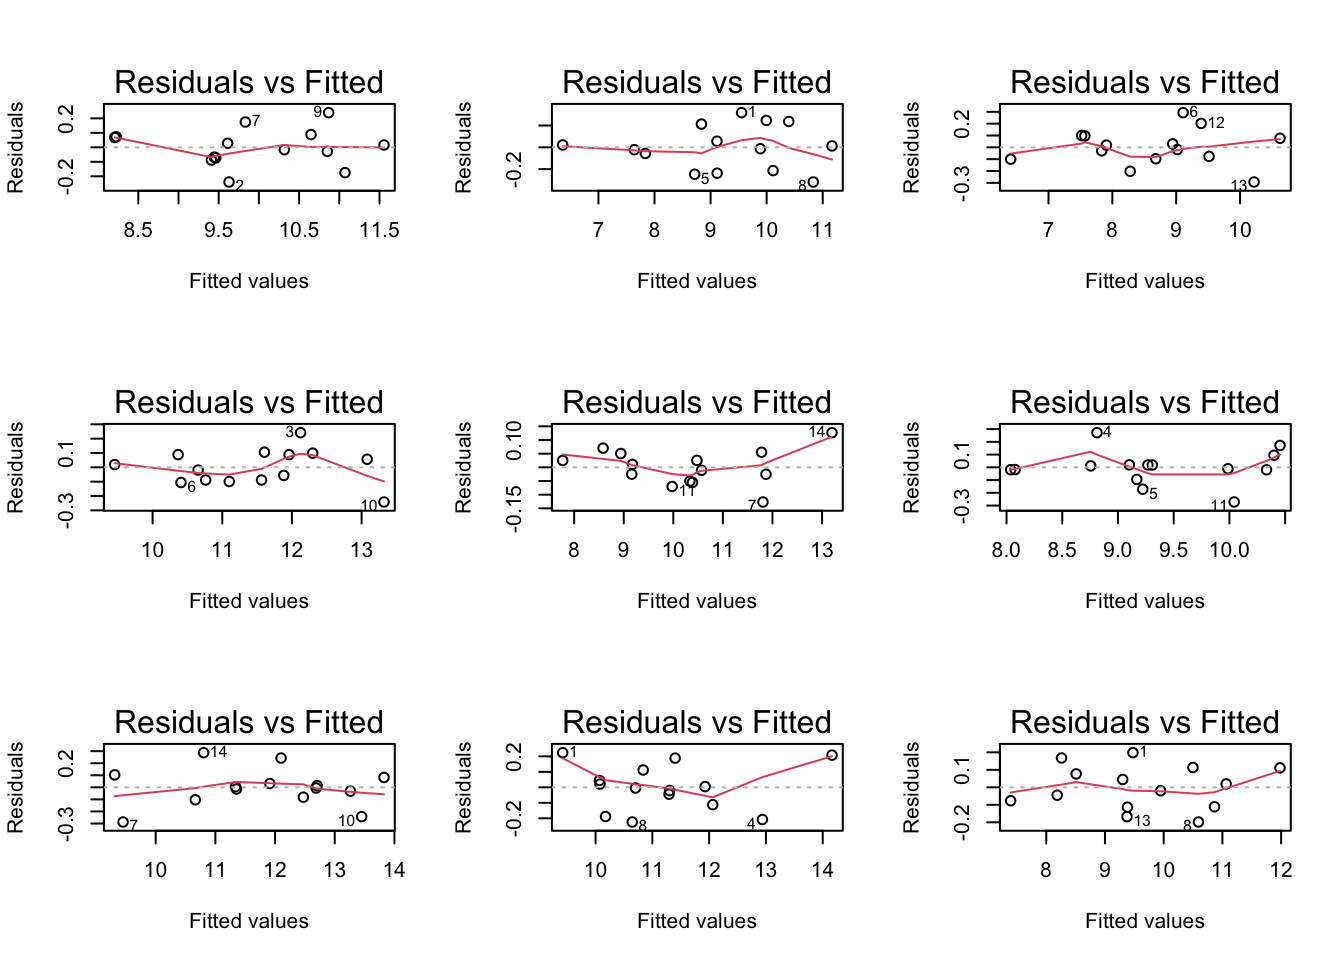 Residuals vs Fitted
Residuals
0.2
-0.2
7
9
2
8.5 9.5 10.5 11.5
Fitted values
Residuals vs Fitted
Residuals
-0.2
1
5
8
7 8 9 10 11
Fitted values
Residuals vs Fitted
Residuals
0.2
-0.3
6
12
13
7 8 9 10
Fitted values
Residuals vs Fitted
Residuals
0.1
-0.3
3
6
10
10 11 12 13
Fitted values
Residuals vs Fitted
Residuals
0.10
-0.15
14
11
7
8 9 10 11 12 13
Fitted values
Residuals vs Fitted
Residuals
0.1
-0.3
4
5
11
8.0 8.5 9.0 9.5 10.0
Fitted values
Residuals vs Fitted
Residuals
0.2
-0.3
14
7
10
10 11 12 13 14
Fitted values
Residuals vs Fitted
Residuals
0.2
-0.2
1
8
4
10 11 12 13 14
Fitted values
Residuals vs Fitted
Residuals
0.1
-0.2
1
13
8
8 9 10 11 12
Fitted values